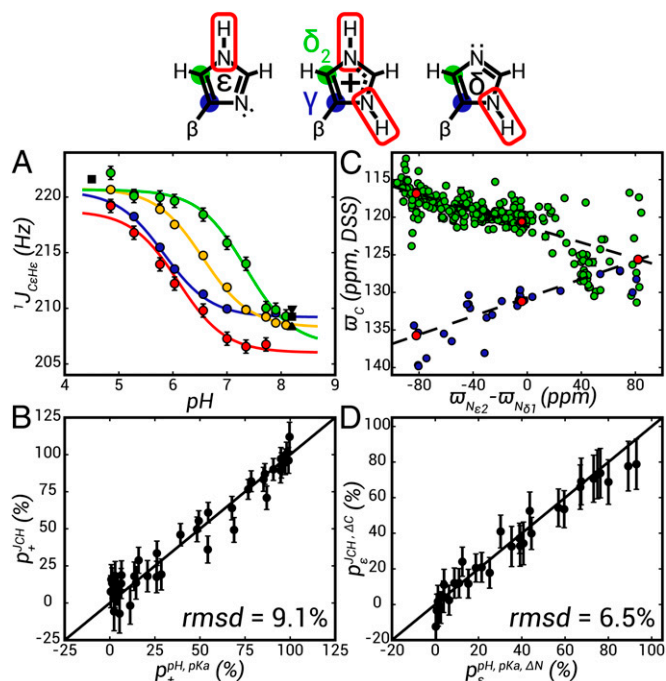 H H
H N H H δ₂ N H H N̈ H
ε + δ
N: γ N N
β β H β H
A
¹J_CεHε (Hz)
220
215
210
205
4 5 6 7 8 9
pH
C
ϖ_C (ppm, DSS)
115
120
125
130
135
140
-80 -40 0 40 80
ϖ_Nε2-ϖ_Nδ1 (ppm)
B
p₊^JCH (%)
125
100
75
50
25
0
-25
-25 0 25 50 75 100 125
rmsd = 9.1%
p₊^pH, pKa (%)
D
p_ε^JCH, ΔC (%)
100
80
60
40
20
0
-20
-20 0 20 40 60 80 100
rmsd = 6.5%
p_ε^pH, pKa, ΔN (%)